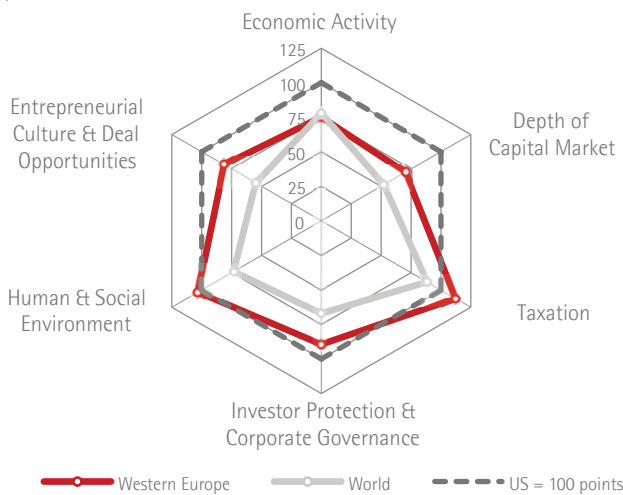 Economic Activity
125
100
75
50
25
0
Entrepreneurial
Culture & Deal
Opportunities
Depth of
Capital Market
Human & Social
Environment
Taxation
Investor Protection &
Corporate Governance
Western Europe
World
US = 100 points